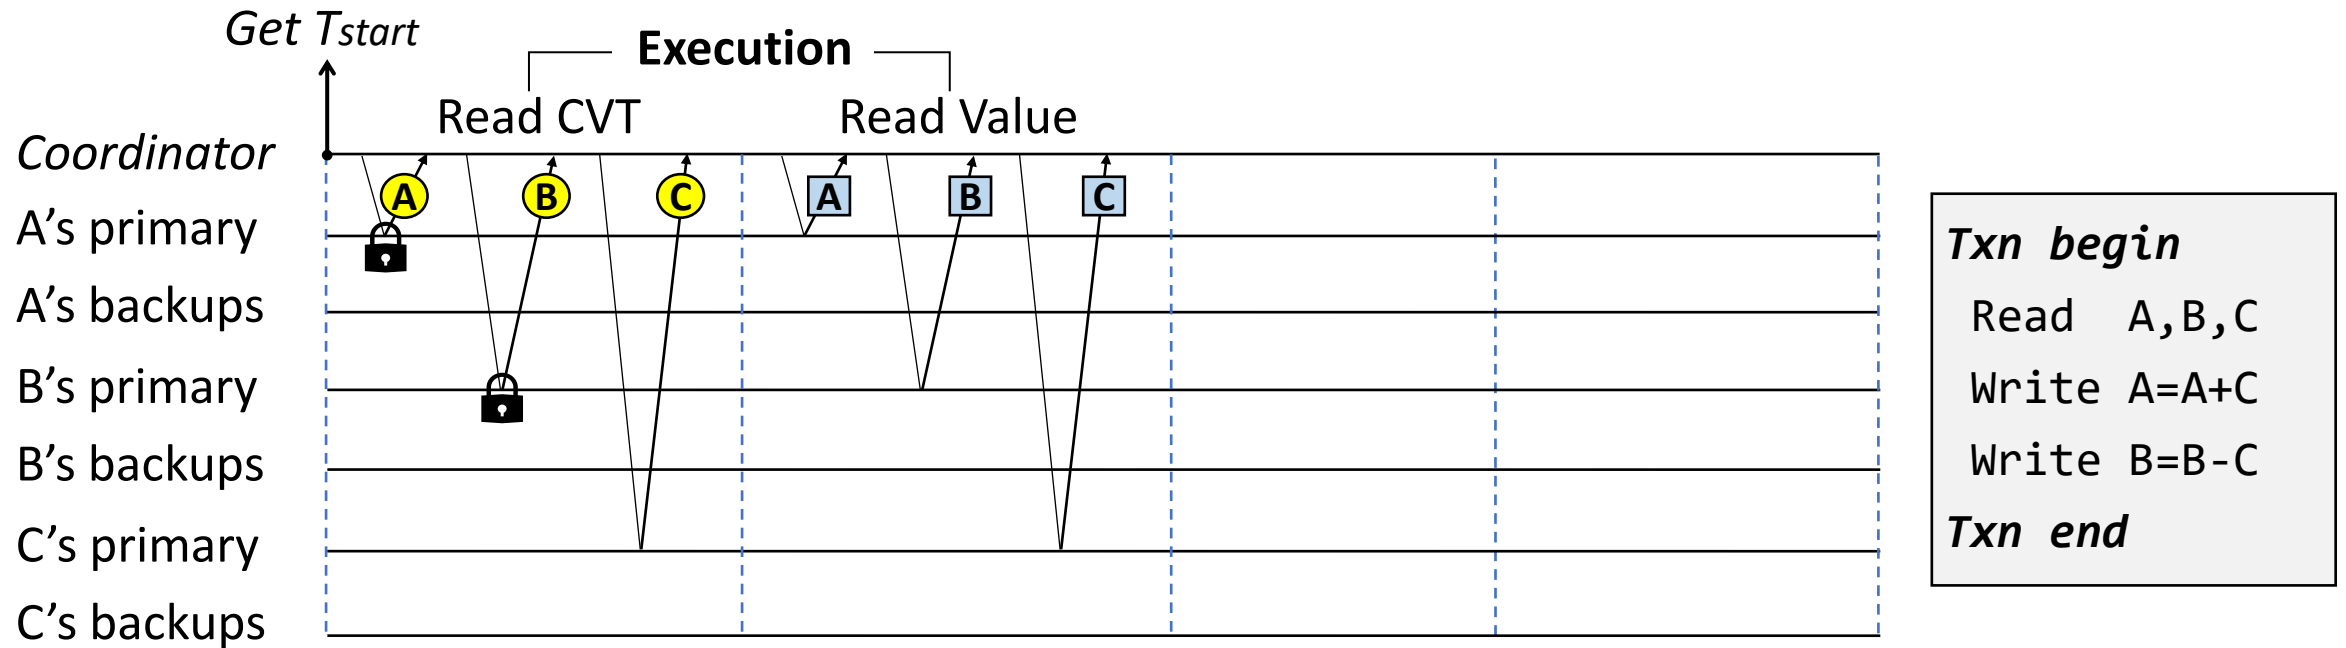 Get Tstart
Execution
Read CVT
Read Value
Coordinator
A
B
C
A
B
C
A's primary
A's backups
B's primary
B's backups
C's primary
C's backups
Txn begin
Read A,B,C
Write A=A+C
Write B=B-C
Txn end